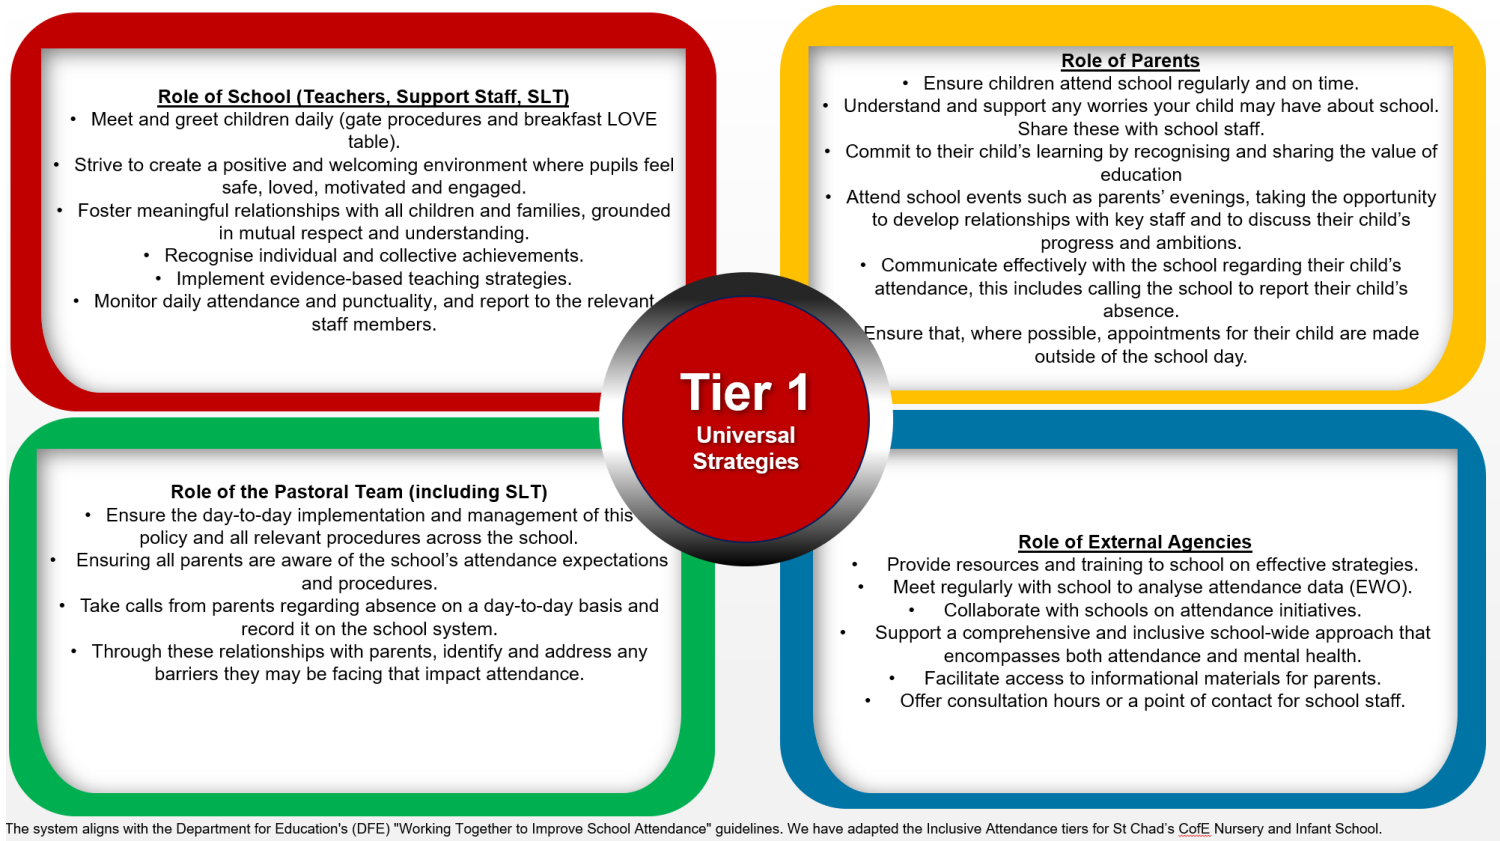 Role of School (Teachers, Support Staff, SLT)
• Meet and greet children daily (gate procedures and breakfast LOVE
table).
• Strive to create a positive and welcoming environment where pupils feel
safe, loved, motivated and engaged.
• Foster meaningful relationships with all children and families, grounded
in mutual respect and understanding.
• Recognise individual and collective achievements.
• Implement evidence-based teaching strategies.
• Monitor daily attendance and punctuality, and report to the relevant
staff members.
Role of Parents
• Ensure children attend school regularly and on time.
• Understand and support any worries your child may have about school.
Share these with school staff.
• Commit to their child’s learning by recognising and sharing the value of
education
• Attend school events such as parents’ evenings, taking the opportunity
to develop relationships with key staff and to discuss their child’s
progress and ambitions.
• Communicate effectively with the school regarding their child’s
attendance, this includes calling the school to report their child’s
absence.
Ensure that, where possible, appointments for their child are made
outside of the school day.
Tier 1
Universal
Strategies
Role of the Pastoral Team (including SLT)
• Ensure the day-to-day implementation and management of this
policy and all relevant procedures across the school.
• Ensuring all parents are aware of the school’s attendance expectations
and procedures.
• Take calls from parents regarding absence on a day-to-day basis and
record it on the school system.
• Through these relationships with parents, identify and address any
barriers they may be facing that impact attendance.
Role of External Agencies
• Provide resources and training to school on effective strategies.
• Meet regularly with school to analyse attendance data (EWO).
• Collaborate with schools on attendance initiatives.
• Support a comprehensive and inclusive school-wide approach that
encompasses both attendance and mental health.
• Facilitate access to informational materials for parents.
• Offer consultation hours or a point of contact for school staff.
The system aligns with the Department for Education's (DFE) "Working Together to Improve School Attendance" guidelines. We have adapted the Inclusive Attendance tiers for St Chad’s CofE Nursery and Infant School.